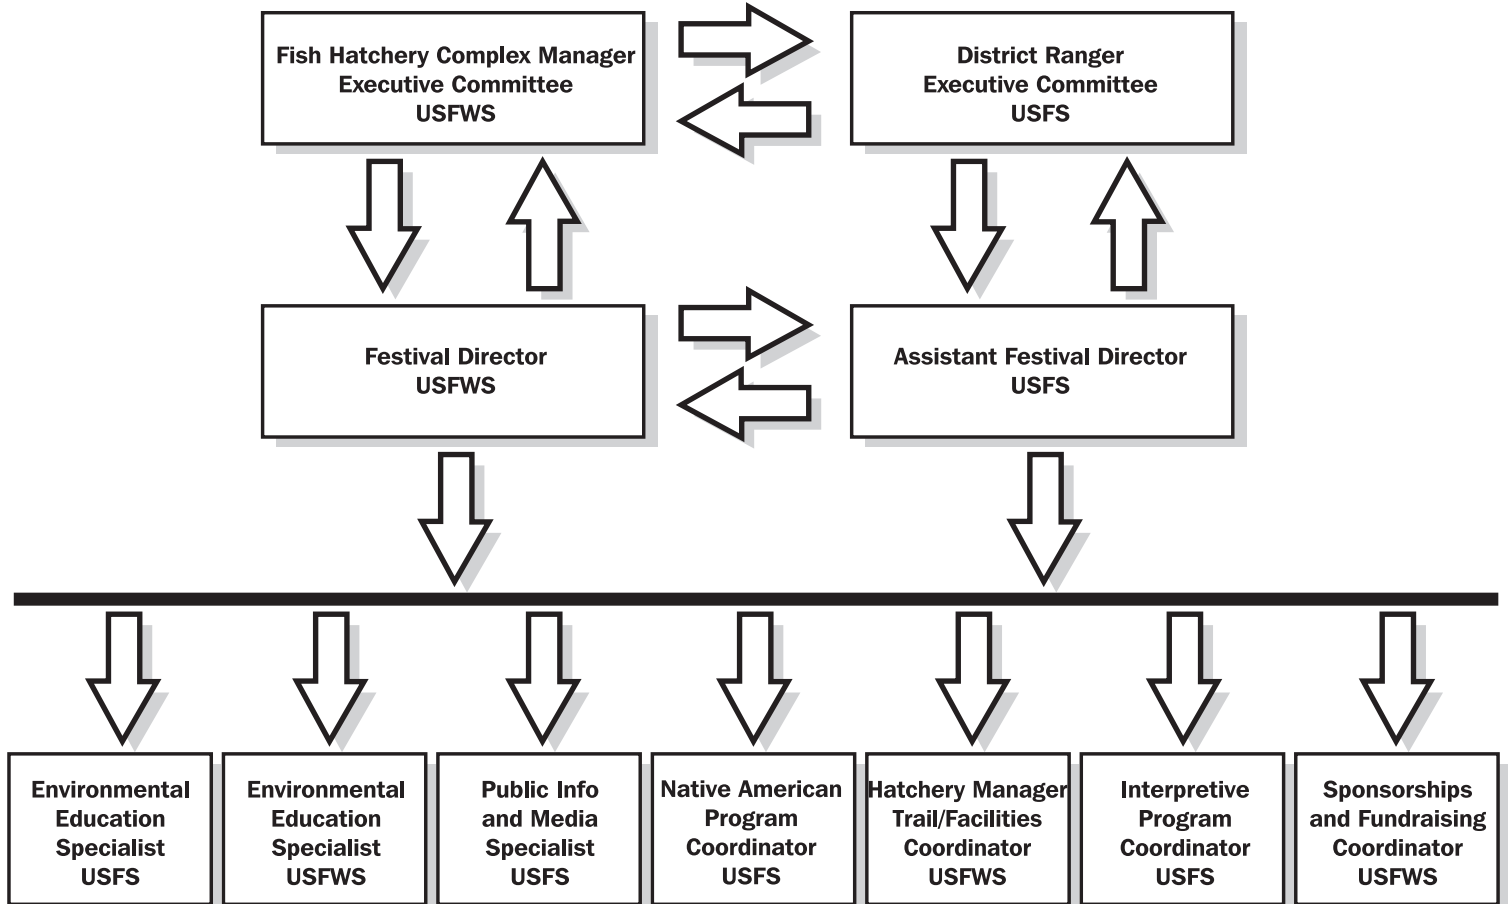 Fish Hatchery Complex Manager
Executive Committee
USFWS
District Ranger
Executive Committee
USFS
Festival Director
USFWS
Assistant Festival Director
USFS
Environmental
Education
Specialist
USFS
Environmental
Education
Specialist
USFWS
Public Info
and Media
Specialist
USFS
Native American
Program
Coordinator
USFS
Hatchery Manager
Trail/Facilities
Coordinator
USFWS
Interpretive
Program
Coordinator
USFS
Sponsorships
and Fundraising
Coordinator
USFWS